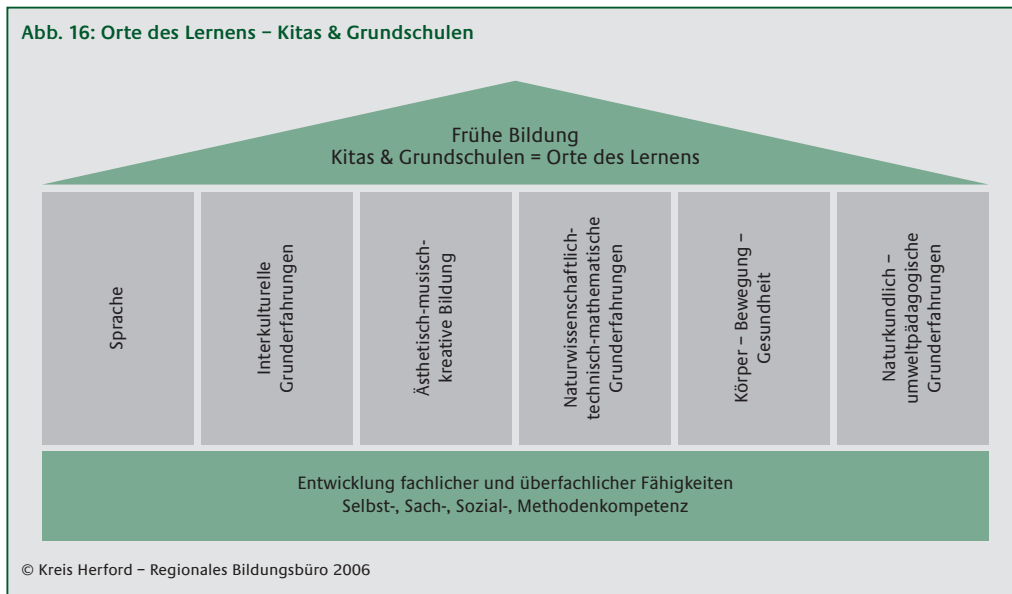 Abb. 16: Orte des Lernens – Kitas & Grundschulen
Frühe Bildung
Kitas & Grundschulen = Orte des Lernens
Sprache
Interkulturelle
Grunderfahrungen
Ästhetisch-musisch-
kreative Bildung
Naturwissenschaftlich-
technisch-mathematische
Grunderfahrungen
Körper – Bewegung –
Gesundheit
Naturkundlich –
umweltpädagogische
Grunderfahrungen
Entwicklung fachlicher und überfachlicher Fähigkeiten
Selbst-, Sach-, Sozial-, Methodenkompetenz
© Kreis Herford – Regionales Bildungsbüro 2006